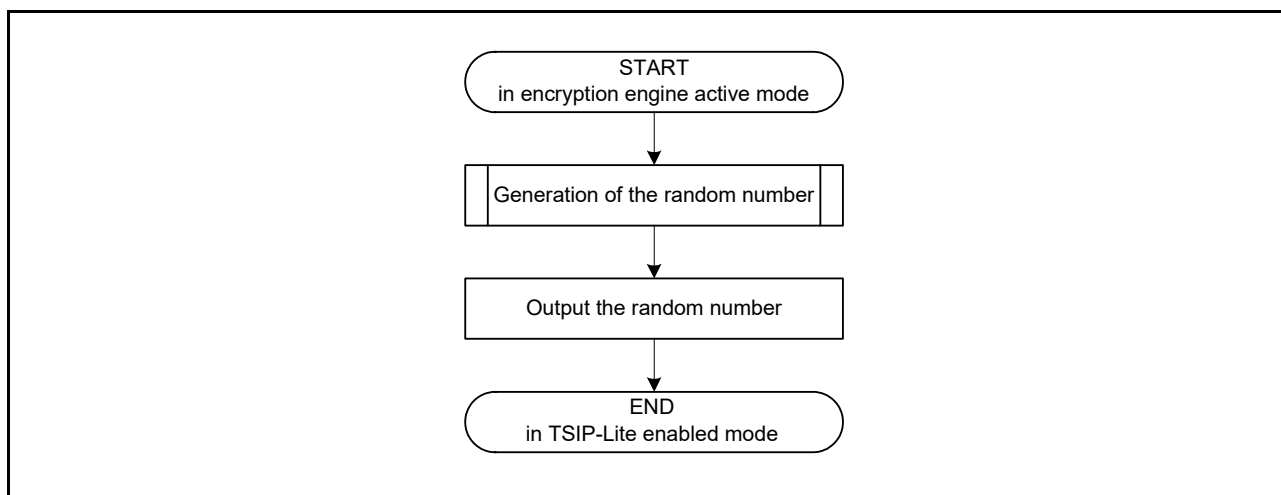 START
in encryption engine active mode
Generation of the random number
Output the random number
END
in TSIP-Lite enabled mode